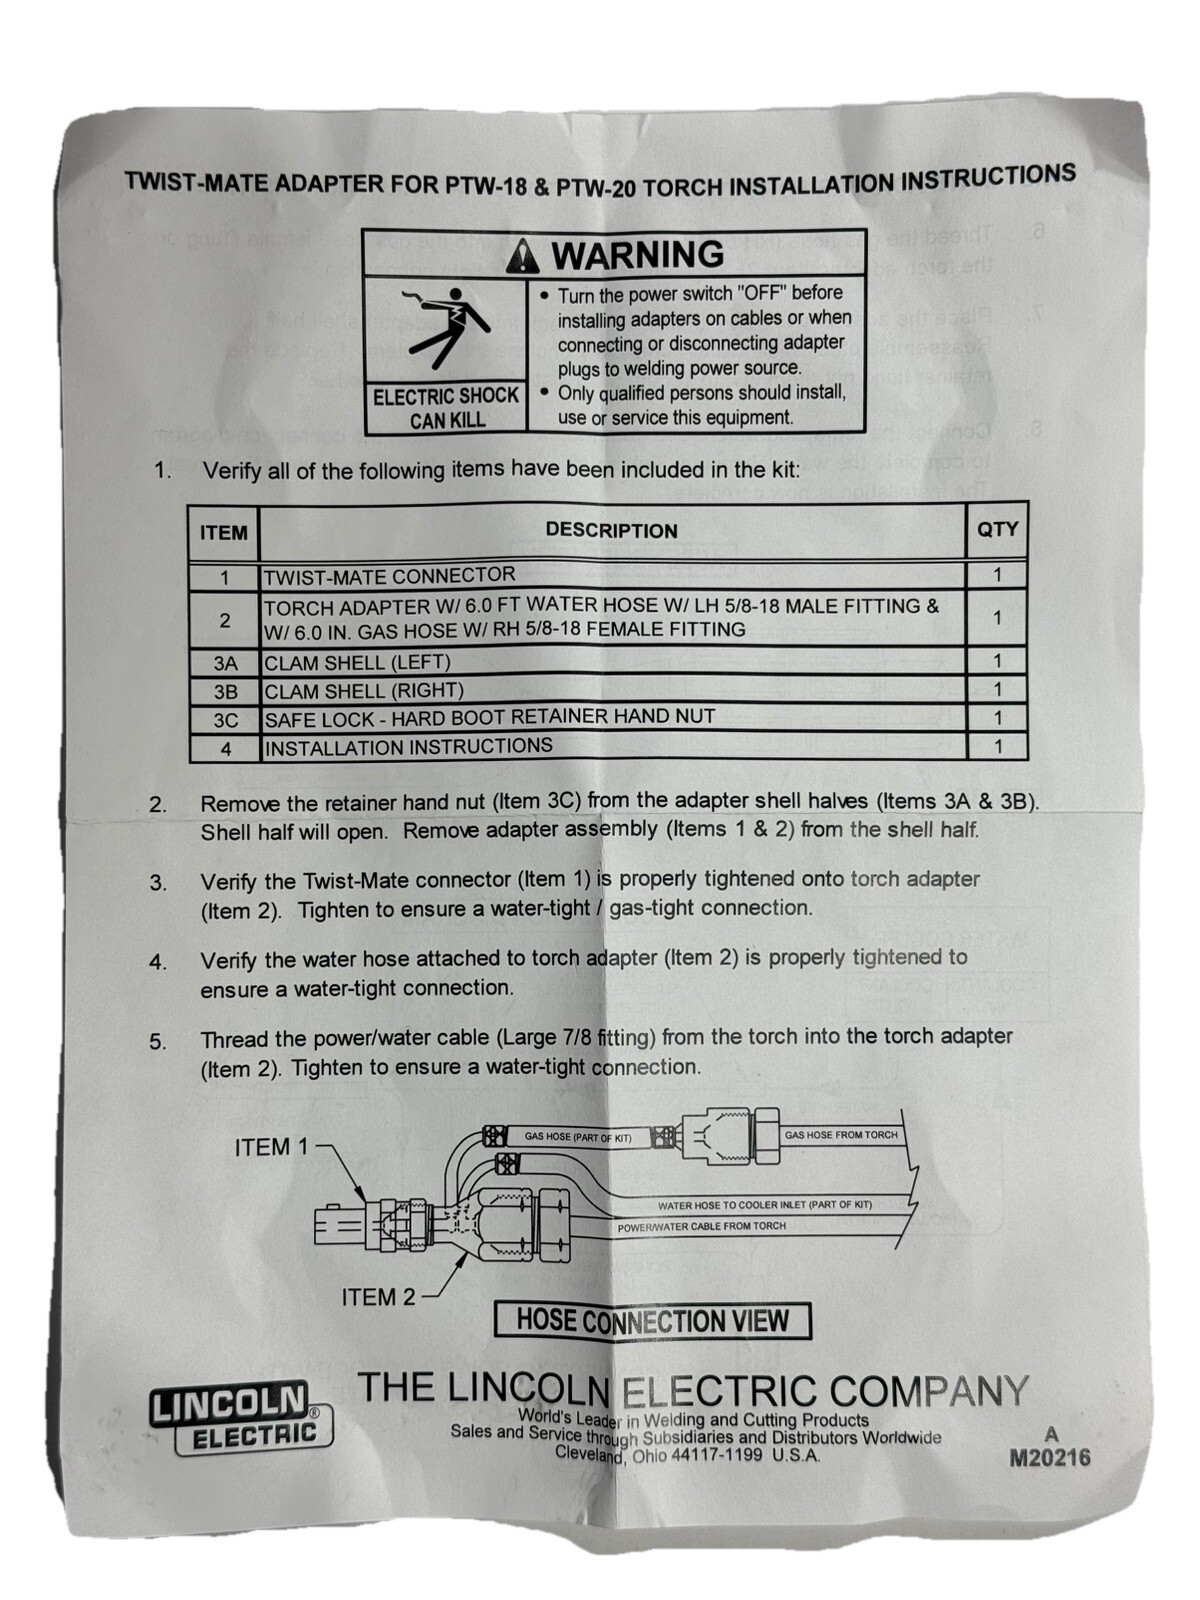 TWIST-MATE ADAPTER FOR PTW-18 & PTW-20 TORCH INSTALLATION INSTRUCTIONS
WARNING
ELECTRIC SHOCK
CAN KILL
• Turn the power switch "OFF" before
installing adapters on cables or when
connecting or disconnecting adapter
plugs to welding power source.
• Only qualified persons should install,
use or service this equipment.
1. Verify all of the following items have been included in the kit:
ITEM DESCRIPTION QTY
1 TWIST-MATE CONNECTOR 1
2 TORCH ADAPTER W/ 6.0 FT WATER HOSE W/ LH 5/8-18 MALE FITTING &
W/ 6.0 IN. GAS HOSE W/ RH 5/8-18 FEMALE FITTING 1
3A CLAM SHELL (LEFT) 1
3B CLAM SHELL (RIGHT) 1
3C SAFE LOCK - HARD BOOT RETAINER HAND NUT 1
4 INSTALLATION INSTRUCTIONS 1
2. Remove the retainer hand nut (Item 3C) from the adapter shell halves (Items 3A & 3B).
Shell half will open. Remove adapter assembly (Items 1 & 2) from the shell half.
3. Verify the Twist-Mate connector (Item 1) is properly tightened onto torch adapter
(Item 2). Tighten to ensure a water-tight / gas-tight connection.
4. Verify the water hose attached to torch adapter (Item 2) is properly tightened to
ensure a water-tight connection.
5. Thread the power/water cable (Large 7/8 fitting) from the torch into the torch adapter
(Item 2). Tighten to ensure a water-tight connection.
ITEM 1
GAS HOSE (PART OF KIT)
GAS HOSE FROM TORCH
WATER HOSE TO COOLER INLET (PART OF KIT)
POWER/WATER CABLE FROM TORCH
ITEM 2
HOSE CONNECTION VIEW
LINCOLN ®
ELECTRIC
THE LINCOLN ELECTRIC COMPANY
World's Leader in Welding and Cutting Products
Sales and Service through Subsidiaries and Distributors Worldwide
Cleveland, Ohio 44117-1199 U.S.A.
A
M20216